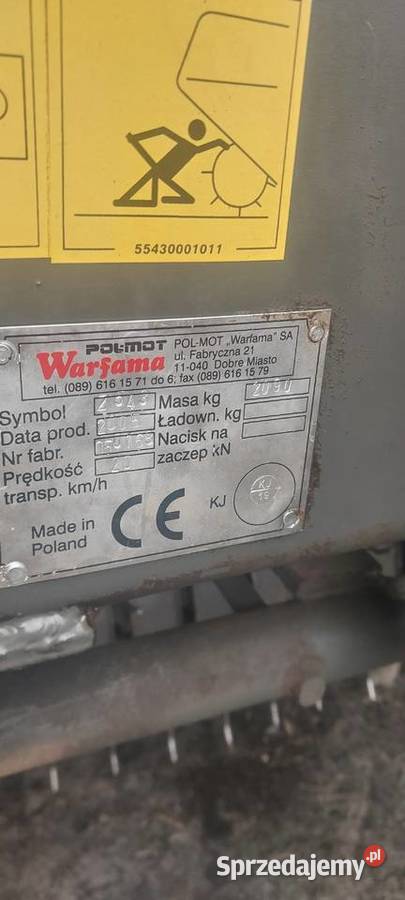 55430001011
POL-MOT Warfama
POL-MOT „Warfama" SA
ul. Fabryczna 21
11-040 Dobre Miasto
tel. (089) 616 15 71 do 6; fax (089) 616 15 79
Symbol Masa kg 2090
Data prod. Ładown. kg
Nr fabr. Nacisk na
Prędkość 20 zaczep kN
transp. km/h
KJ KJ
Made in
Poland
CE
Sprzedajemy.pl